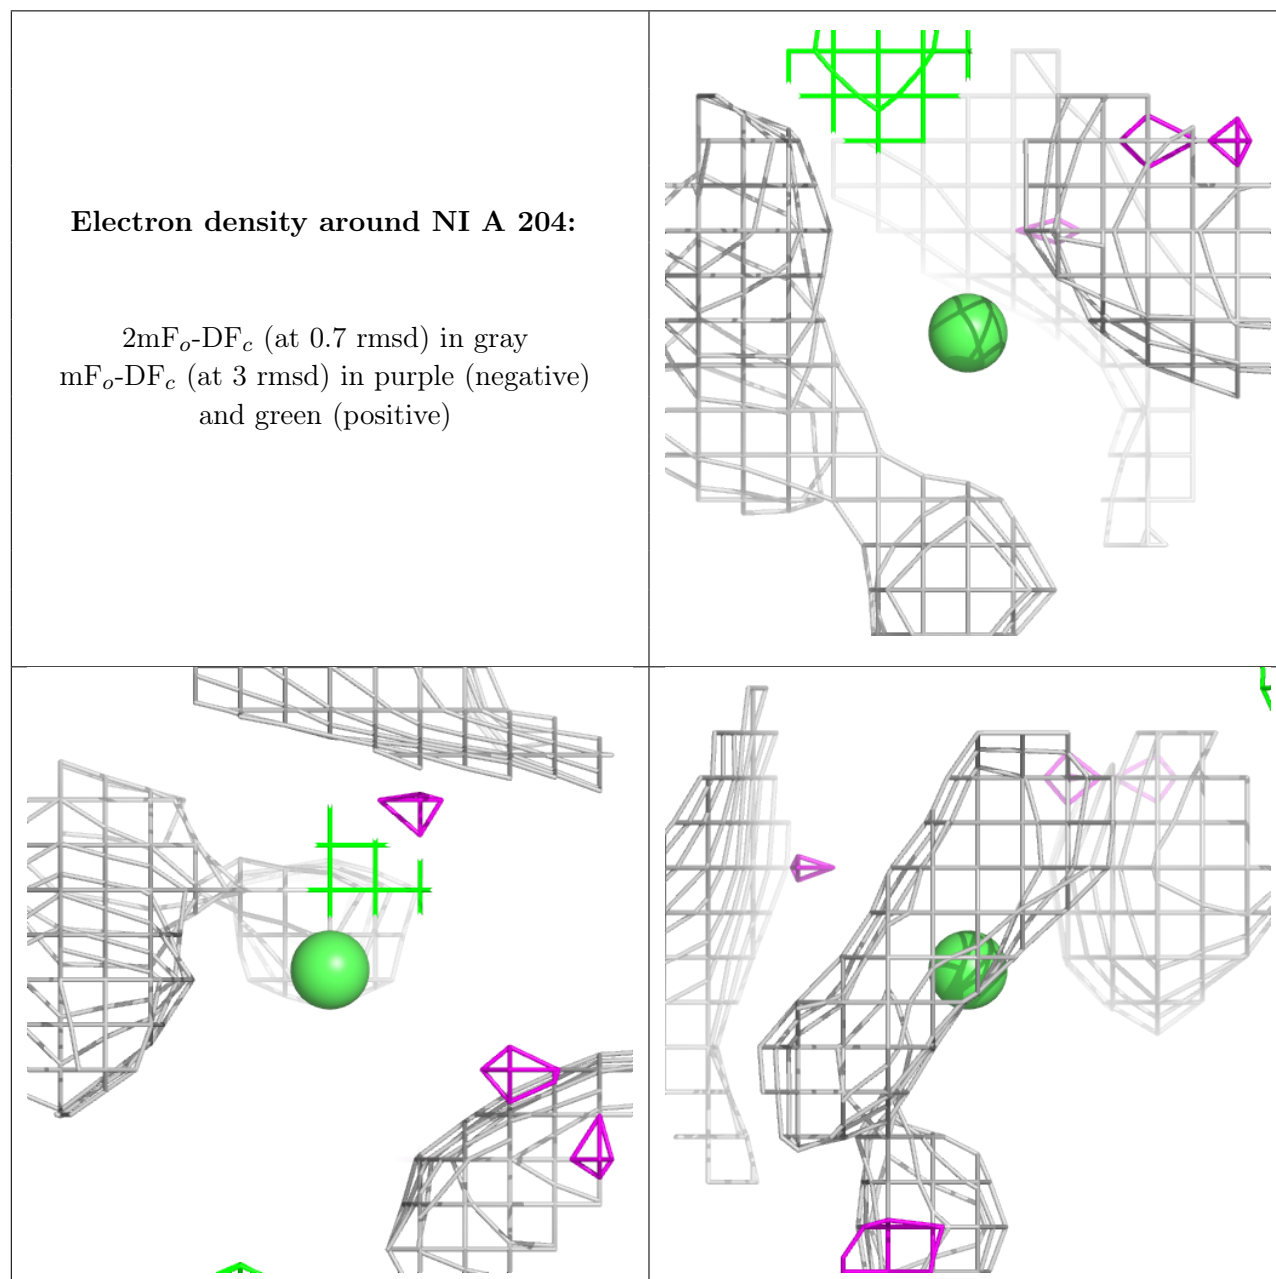 Electron density around NI A 204:
2mFo-DFc (at 0.7 rmsd) in gray
mFo-DFc (at 3 rmsd) in purple (negative)
and green (positive)